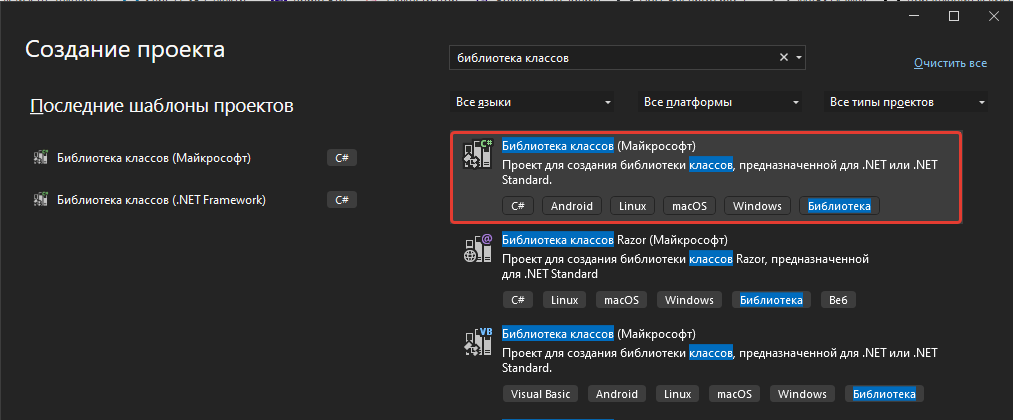 Создание проекта
библиотека классов
Очистить все
Последние шаблоны проектов
Все языки
Все платформы
Все типы проектов
Библиотека классов (Майкрософт)
C#
Библиотека классов (.NET Framework)
C#
C#
Библиотека классов (Майкрософт)
Проект для создания библиотеки классов, предназначенной для .NET или .NET
Standard.
C# Android Linux macOS Windows Библиотека
@
Библиотека классов Razor (Майкрософт)
Проект для создания библиотеки классов Razor, предназначенной
для .NET Standard
C# Linux macOS Windows Библиотека Веб
VB
Библиотека классов (Майкрософт)
Проект для создания библиотеки классов, предназначенной для .NET или .NET
Standard.
Visual Basic Android Linux macOS Windows Библиотека